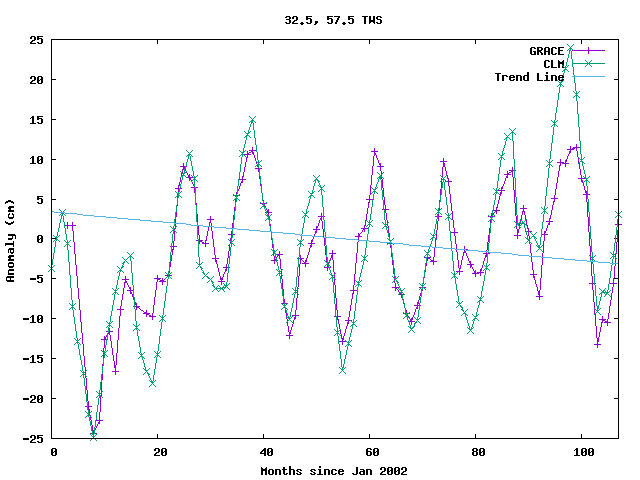 32.5, 57.5 TWS
GRACE
CLM
Trend Line
25
20
15
10
5
0
-5
-10
-15
-20
-25
Anomaly (cm)
0 20 40 60 80 100
Months since Jan 2002